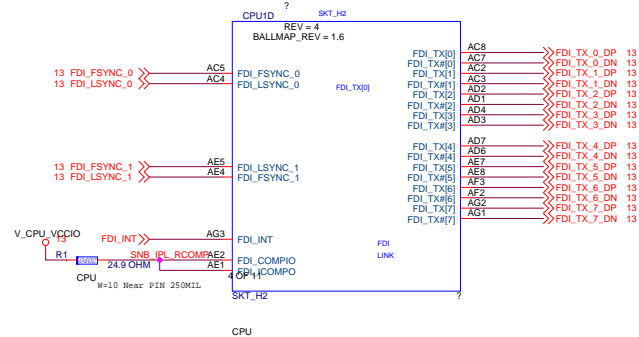 ?
CPU1D SKT_H2
REV = 4
BALLMAP_REV = 1.6
13 FDI_FSYNC_0 AC5 FDI_FSYNC_0
13 FDI_LSYNC_0 AC4 FDI_LSYNC_0
FDI_TX[0]
FDI_TX[0] AC8 FDI_TX_0_DP 13
FDI_TX#[0] AC7 FDI_TX_0_DN 13
FDI_TX[1] AC2 FDI_TX_1_DP 13
FDI_TX#[1] AC3 FDI_TX_1_DN 13
FDI_TX[2] AD2 FDI_TX_2_DP 13
FDI_TX#[2] AD1 FDI_TX_2_DN 13
FDI_TX[3] AD4 FDI_TX_3_DP 13
FDI_TX#[3] AD3 FDI_TX_3_DN 13
13 FDI_FSYNC_1 AE5 FDI_LSYNC_1
13 FDI_LSYNC_1 AE4 FDI_FSYNC_1
FDI_TX[4] AD7 FDI_TX_4_DP 13
FDI_TX#[4] AD6 FDI_TX_4_DN 13
FDI_TX[5] AE7 FDI_TX_5_DP 13
FDI_TX#[5] AE8 FDI_TX_5_DN 13
FDI_TX[6] AF3 FDI_TX_6_DP 13
FDI_TX#[6] AF2 FDI_TX_6_DN 13
FDI_TX[7] AG2 FDI_TX_7_DP 13
FDI_TX#[7] AG1 FDI_TX_7_DN 13
V_CPU_VCCIO
13 FDI_INT AG3 FDI_INT
FDI
LINK
R1 SNB_IPL_RCOMP AE2 FDI_COMPIO
24.9 OHM AE1 FDI_ICOMPO
CPU 4 OF 11
W=10 Near PIN 250MIL
SKT_H2 ?
CPU